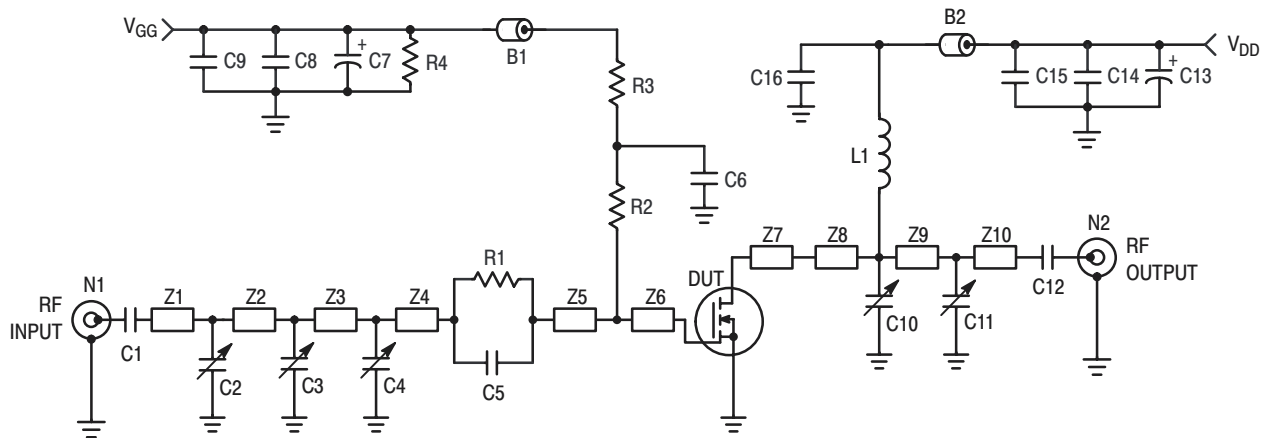 V_GG
C9
C8
+
C7
R4
B1
R3
C6
R2
B2
C16
L1
C15
C14
+
C13
V_DD
N1
RF
INPUT
C1
Z1
C2
Z2
C3
Z3
C4
Z4
R1
C5
Z5
Z6
DUT
Z7
Z8
C10
Z9
C11
Z10
C12
N2
RF
OUTPUT